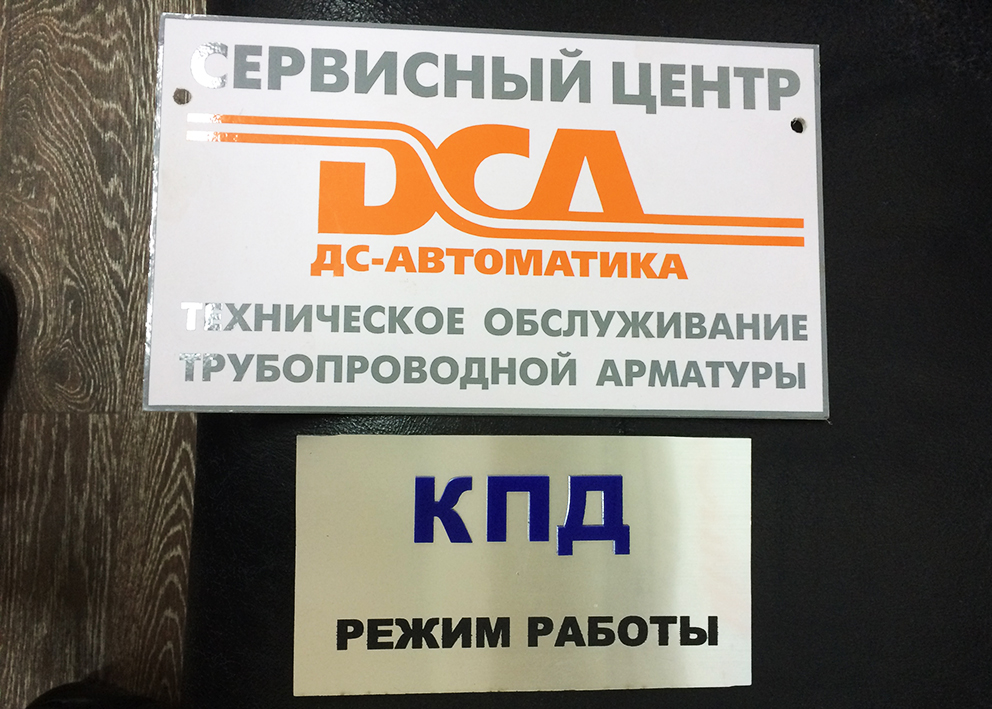 СЕРВИСНЫЙ ЦЕНТР
DCA
ДС-АВТОМАТИКА
ТЕХНИЧЕСКОЕ ОБСЛУЖИВАНИЕ
ТРУБОПРОВОДНОЙ АРМАТУРЫ
КПД
РЕЖИМ РАБОТЫ